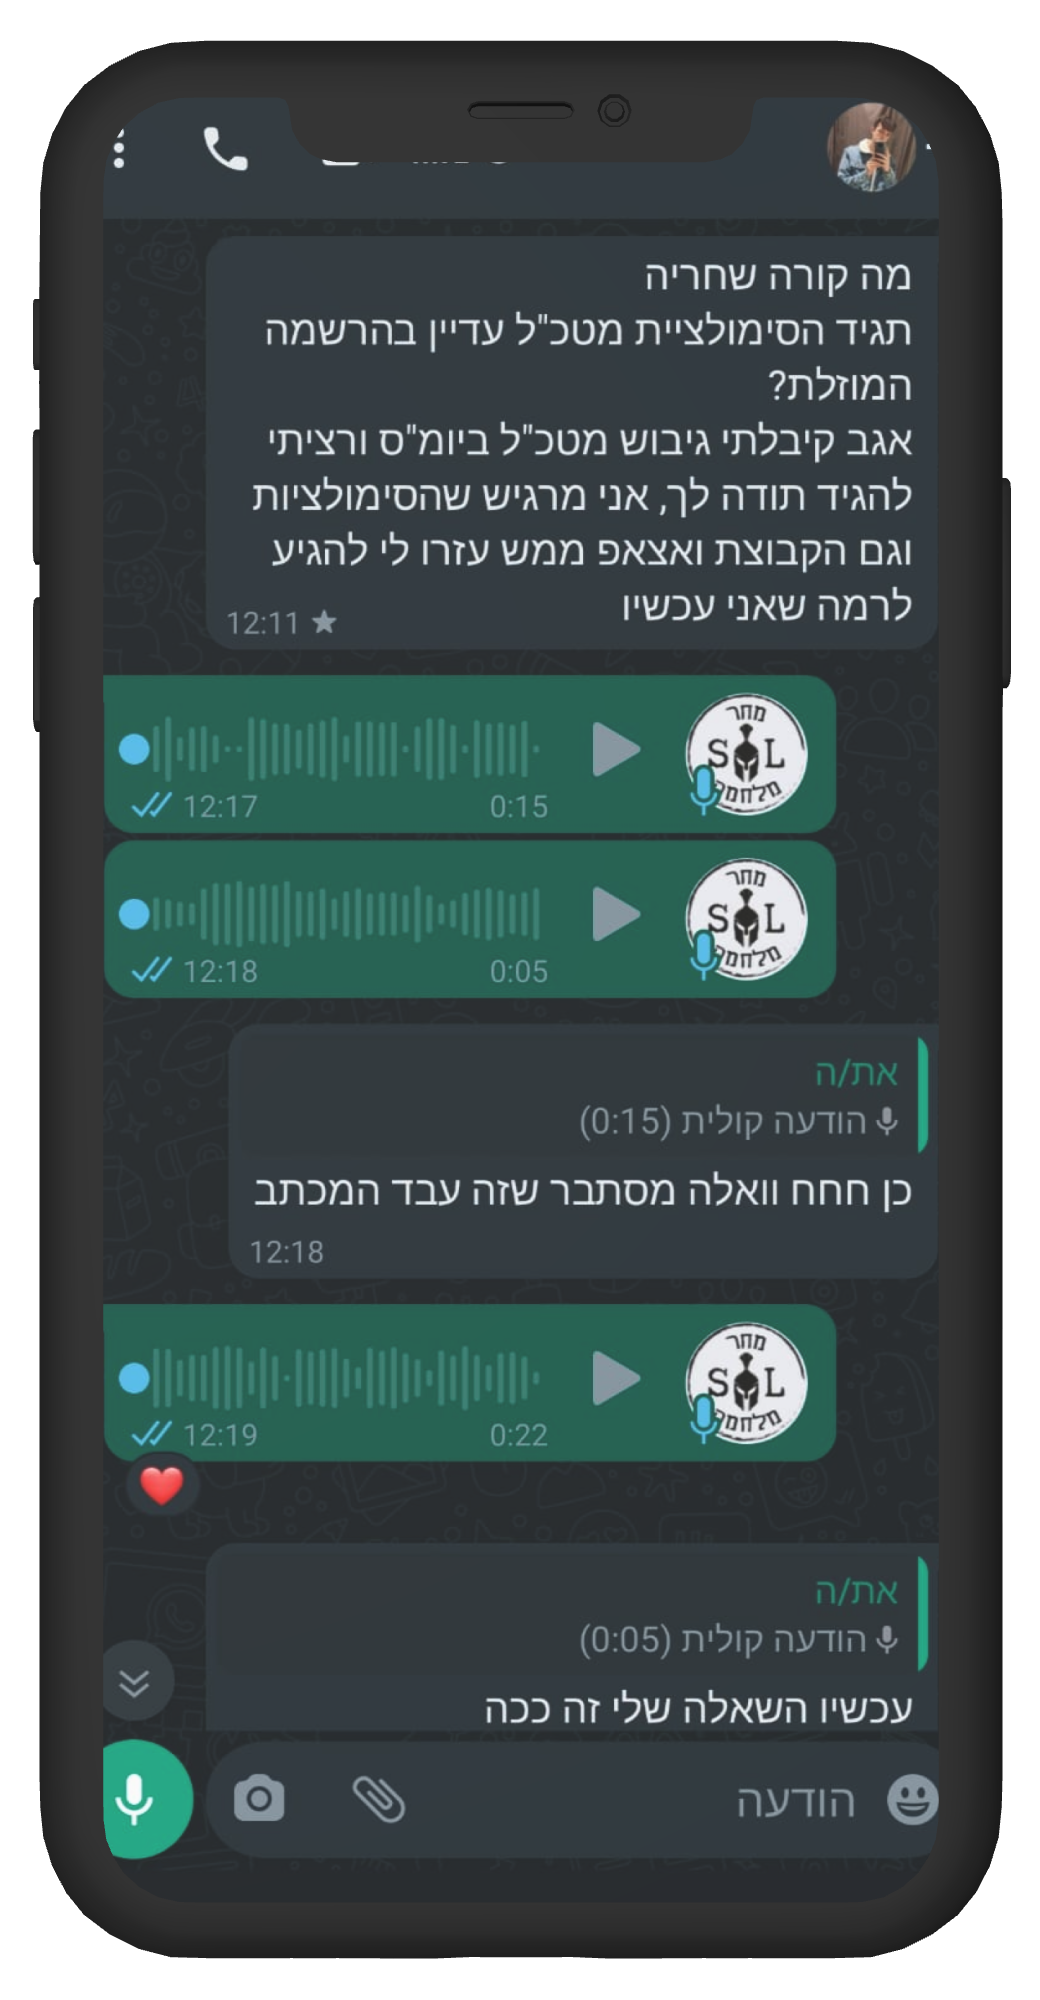 מה קורה שחריה
תגיד הסימולציית מטכ"ל עדיין בהרשמה
המוזלת?
אגב קיבלתי גיבוש מטכ"ל ביומ"ס ורציתי
להגיד תודה לך, אני מרגיש שהסימולציות
וגם הקבוצת ואצאפ ממש עזרו לי להגיע
לרמה שאני עכשיו
12:11
מחר
SOL
מלחמה
0:15
12:17
מחר
SOL
מלחמה
0:05
12:18
את/ה
הודעה קולית (0:15)
כן חחח וואלה מסתבר שזה עבד המכתב
12:18
מחר
SOL
מלחמה
0:22
12:19
את/ה
הודעה קולית (0:05)
עכשיו השאלה שלי זה ככה
הודעה